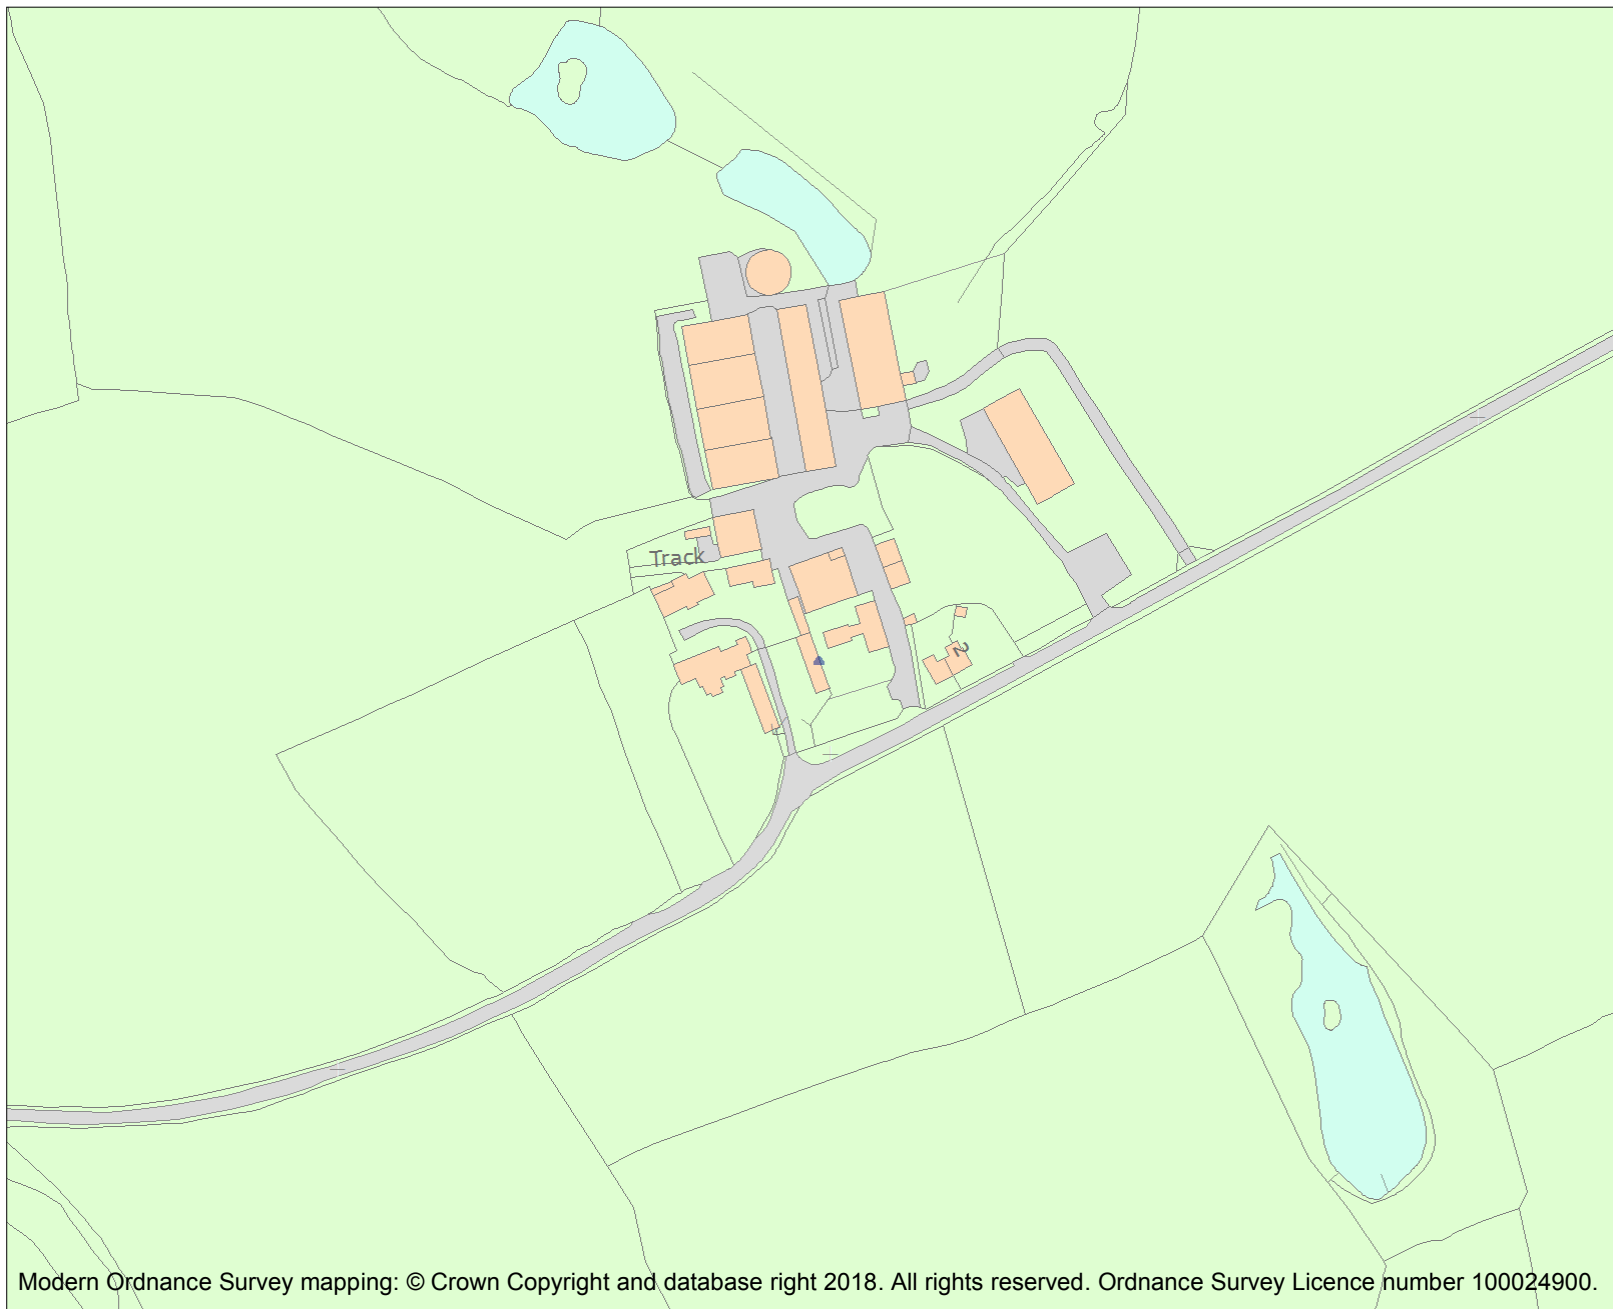 Track
2
Modern Ordnance Survey mapping: © Crown Copyright and database right 2018. All rights reserved. Ordnance Survey Licence number 100024900.